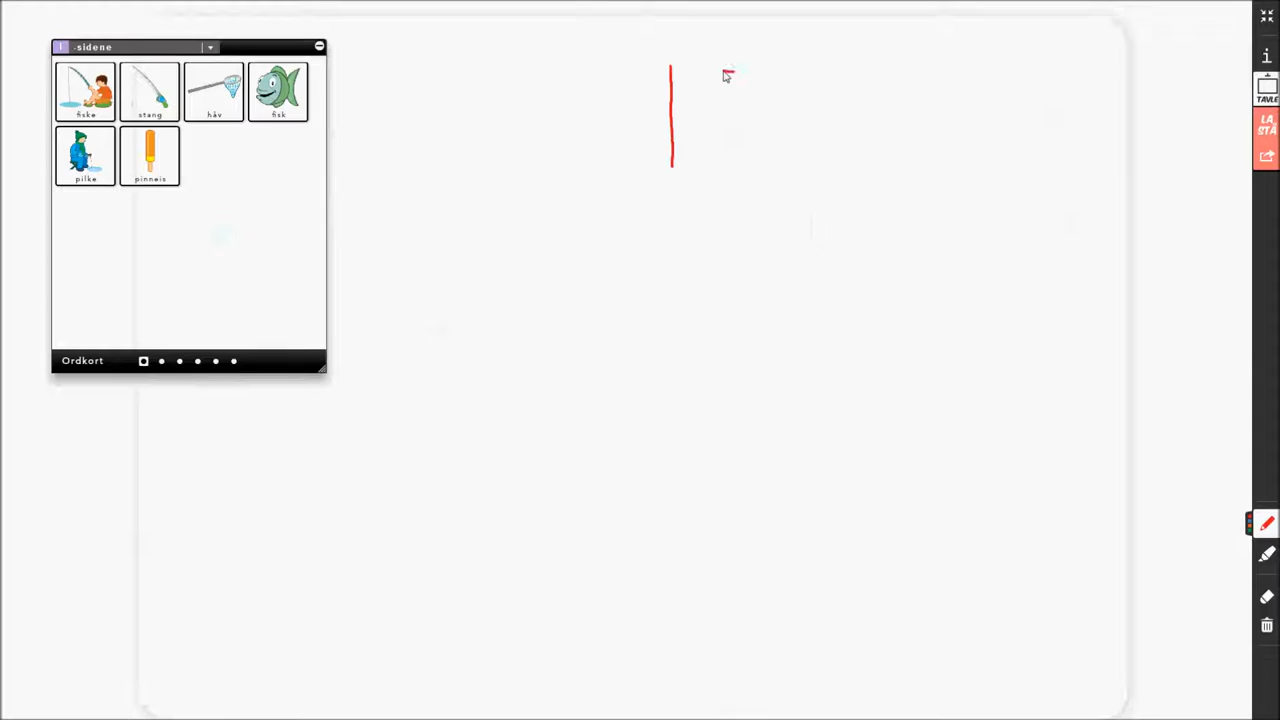 I -sidene
fiske stang håv fisk
pilke pinneis
Ordkort
i
TAVLE
LA
STÅ